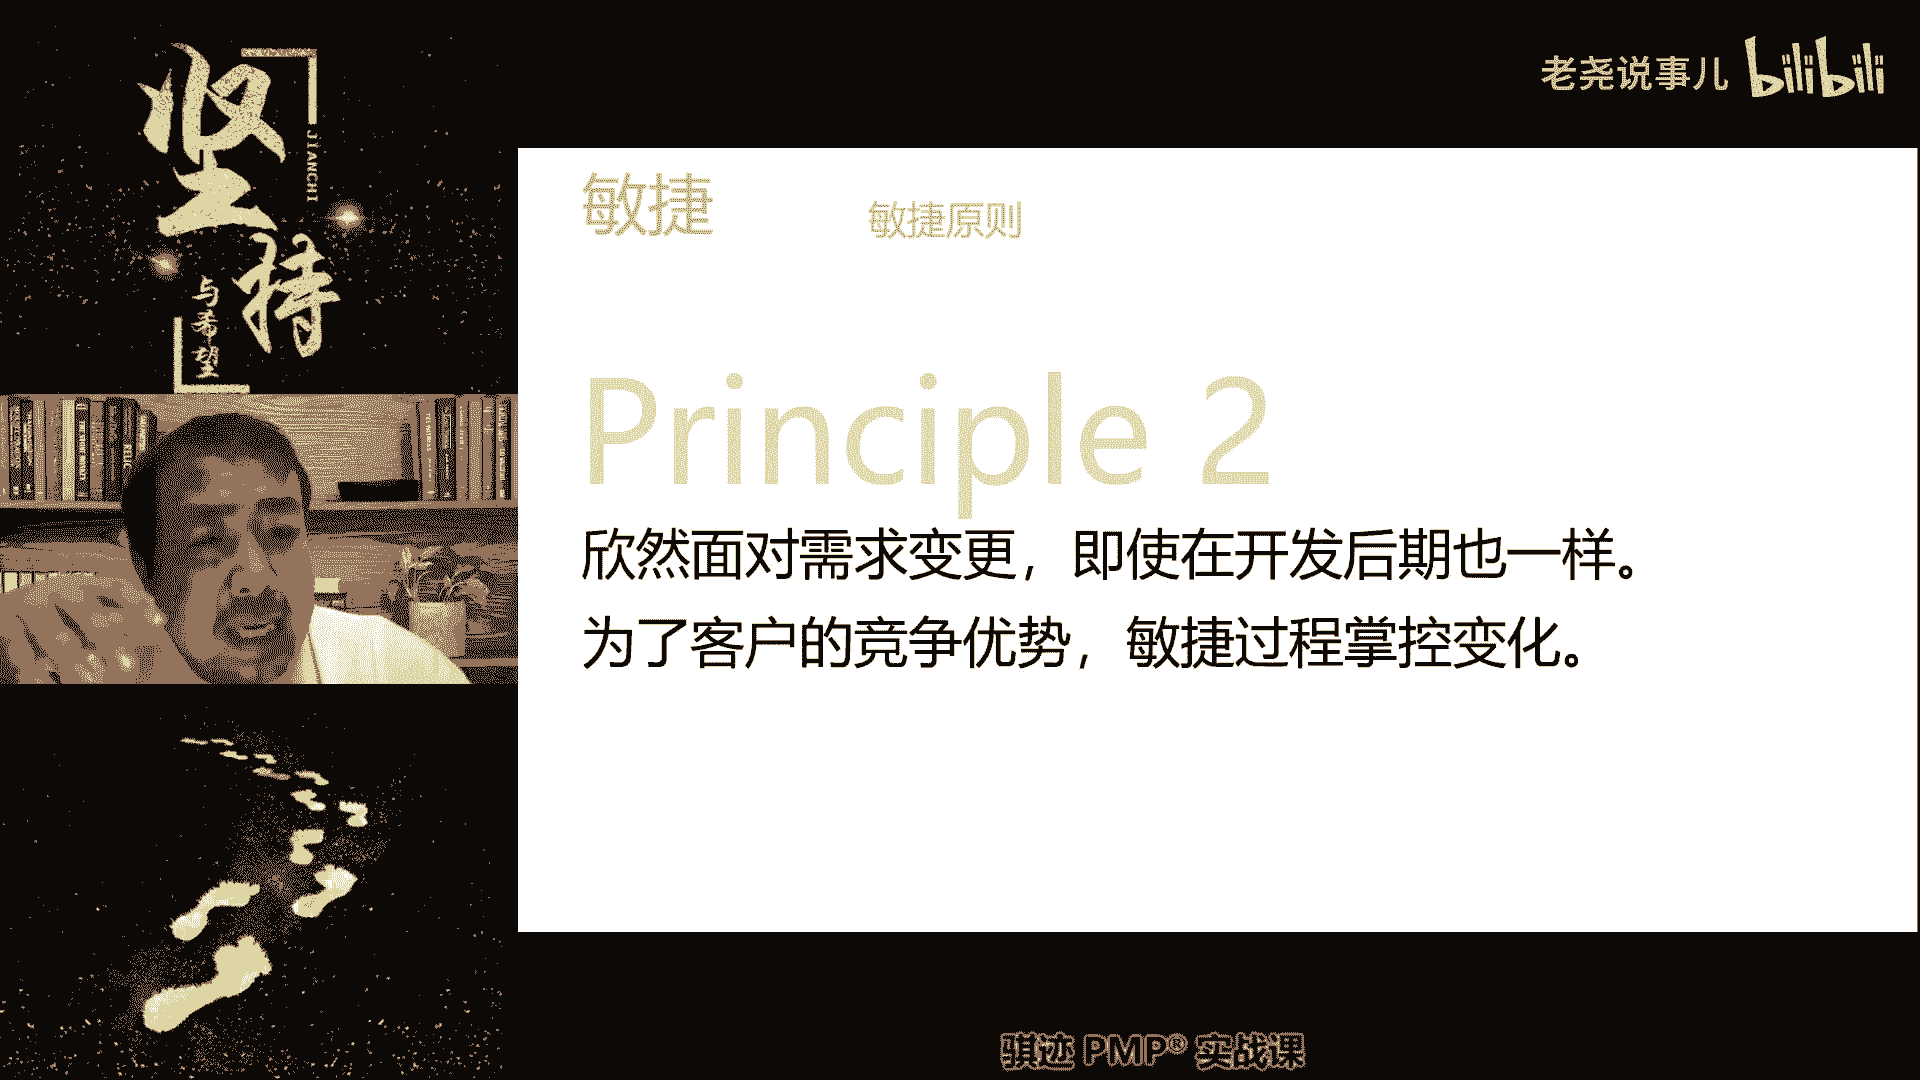 坚持
JIANCHI
与希望
老尧说事儿 bilibili
敏捷
敏捷原则
Principle 2
欣然面对需求变更，即使在开发后期也一样。
为了客户的竞争优势，敏捷过程掌控变化。
骐迹 PMP® 实战课